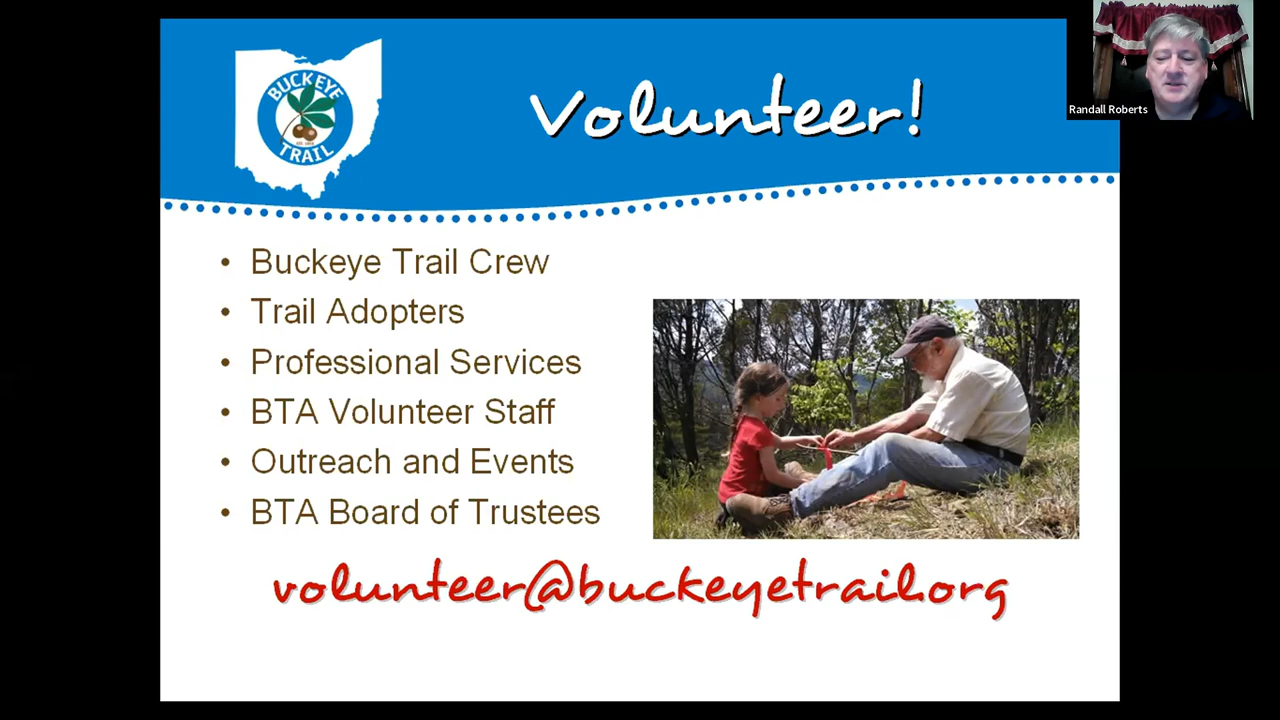 BUCKEYE
TRAIL
Volunteer!
Randall Roberts
• Buckeye Trail Crew
• Trail Adopters
• Professional Services
• BTA Volunteer Staff
• Outreach and Events
• BTA Board of Trustees
volunteer@buckeyetrail.org